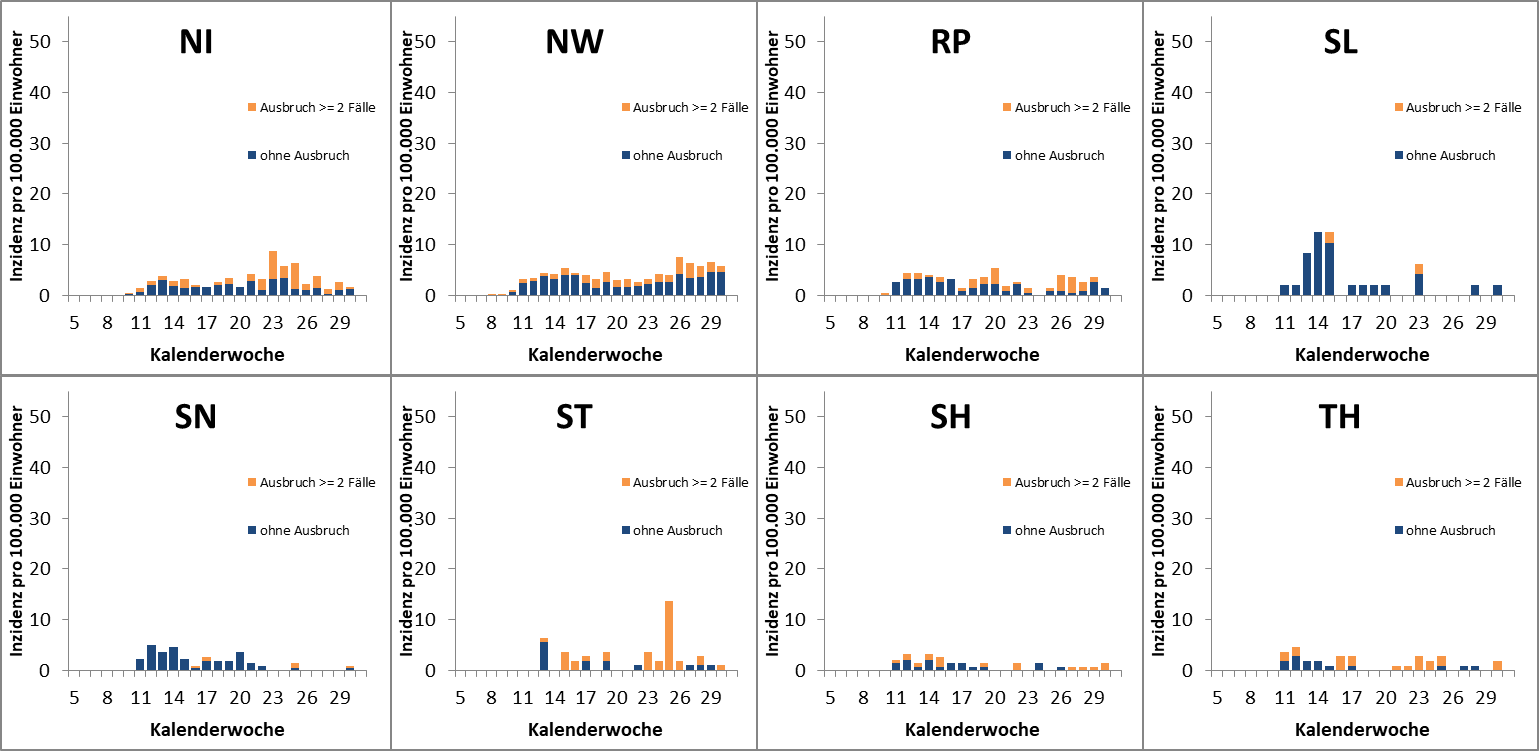 NI
Inzidenz pro 100.000 Einwohner
50
40
30
20
10
0
Ausbruch >= 2 Fälle
ohne Ausbruch
5 8 11 14 17 20 23 26 29
Kalenderwoche
NW
Inzidenz pro 100.000 Einwohner
50
40
30
20
10
0
Ausbruch >= 2 Fälle
ohne Ausbruch
5 8 11 14 17 20 23 26 29
Kalenderwoche
RP
Inzidenz pro 100.000 Einwohner
50
40
30
20
10
0
Ausbruch >= 2 Fälle
ohne Ausbruch
5 8 11 14 17 20 23 26 29
Kalenderwoche
SL
Inzidenz pro 100.000 Einwohner
50
40
30
20
10
0
Ausbruch >= 2 Fälle
ohne Ausbruch
5 8 11 14 17 20 23 26 29
Kalenderwoche
SN
Inzidenz pro 100.000 Einwohner
50
40
30
20
10
0
Ausbruch >= 2 Fälle
ohne Ausbruch
5 8 11 14 17 20 23 26 29
Kalenderwoche
ST
Inzidenz pro 100.000 Einwohner
50
40
30
20
10
0
Ausbruch >= 2 Fälle
ohne Ausbruch
5 8 11 14 17 20 23 26 29
Kalenderwoche
SH
Inzidenz pro 100.000 Einwohner
50
40
30
20
10
0
Ausbruch >= 2 Fälle
ohne Ausbruch
5 8 11 14 17 20 23 26 29
Kalenderwoche
TH
Inzidenz pro 100.000 Einwohner
50
40
30
20
10
0
Ausbruch >= 2 Fälle
ohne Ausbruch
5 8 11 14 17 20 23 26 29
Kalenderwoche